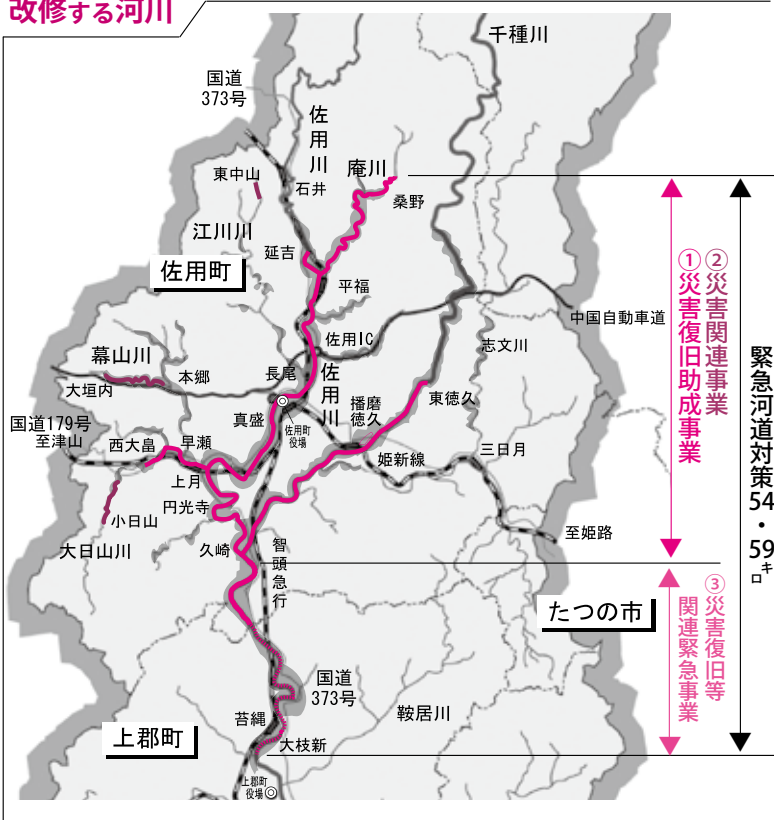 改修する河川
千種川
国道
373号
佐用川
庵川
東中山
石井
桑野
江川川
延吉
佐用町
平福
中国自動車道
佐用IC
志文川
幕山川
本郷
長尾
佐用川
大垣内
播磨
徳久
東徳久
国道179号
至津山
真盛
佐用町
役場
西大畠
早瀬
姫新線
三日月
上月
円光寺
小日山
大日山川
久崎
智頭急行
至姫路
たつの市
国道
373号
鞍居川
苔縄
上郡町
大枝新
上郡町
役場
①災害復旧助成事業
②災害関連事業
③災害復旧等
関連緊急事業
緊急河道対策54・59キロ